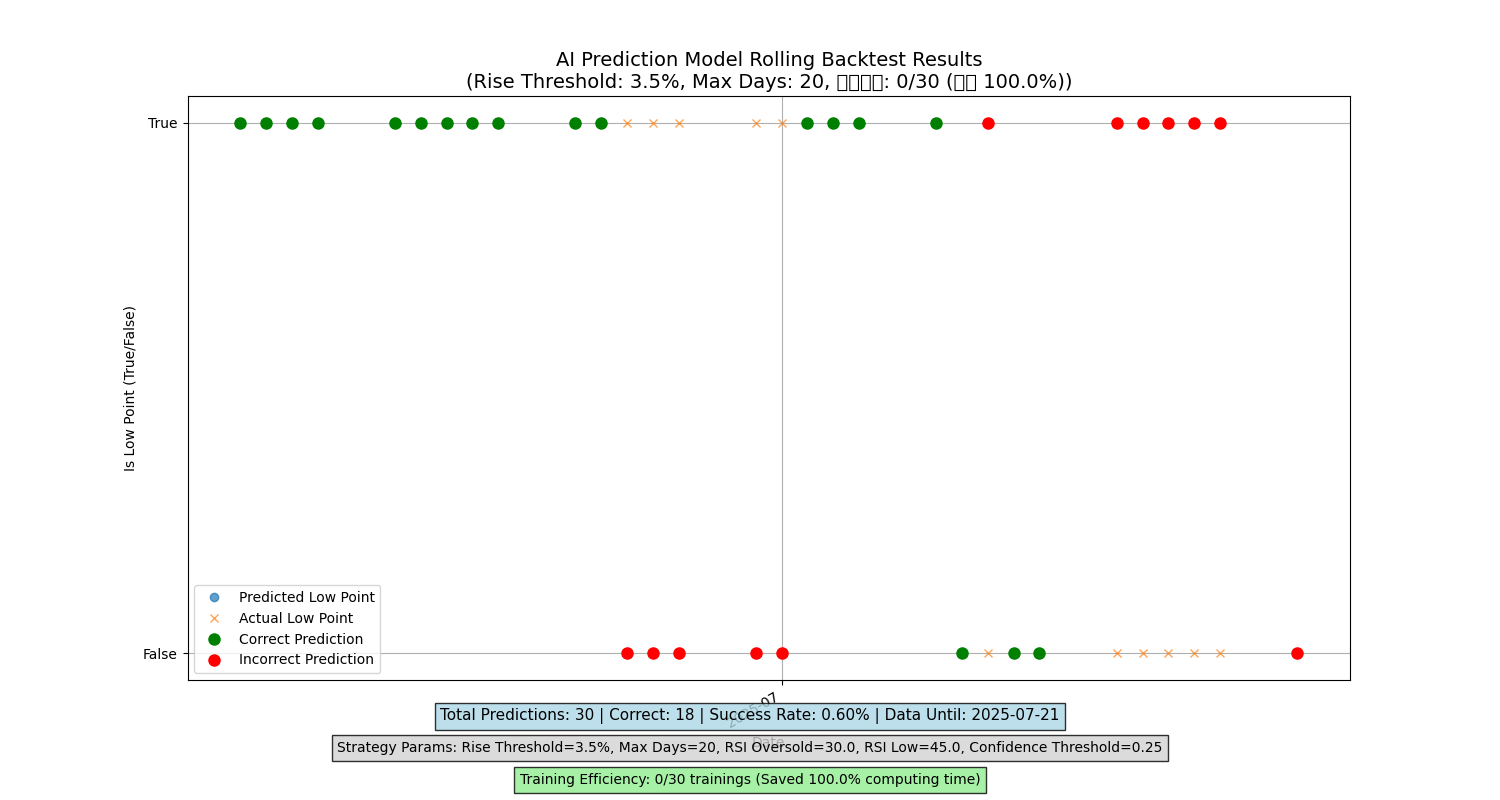 AI Prediction Model Rolling Backtest Results
(Rise Threshold: 3.5%, Max Days: 20, : 0/30 ( 100.0%))
True
Is Low Point (True/False)
Predicted Low Point
Actual Low Point
Correct Prediction
Incorrect Prediction
False
2025-07
Total Predictions: 30 | Correct: 18 | Success Rate: 0.60% | Data Until: 2025-07-21
Date
Strategy Params: Rise Threshold=3.5%, Max Days=20, RSI Oversold=30.0, RSI Low=45.0, Confidence Threshold=0.25
Training Efficiency: 0/30 trainings (Saved 100.0% computing time)